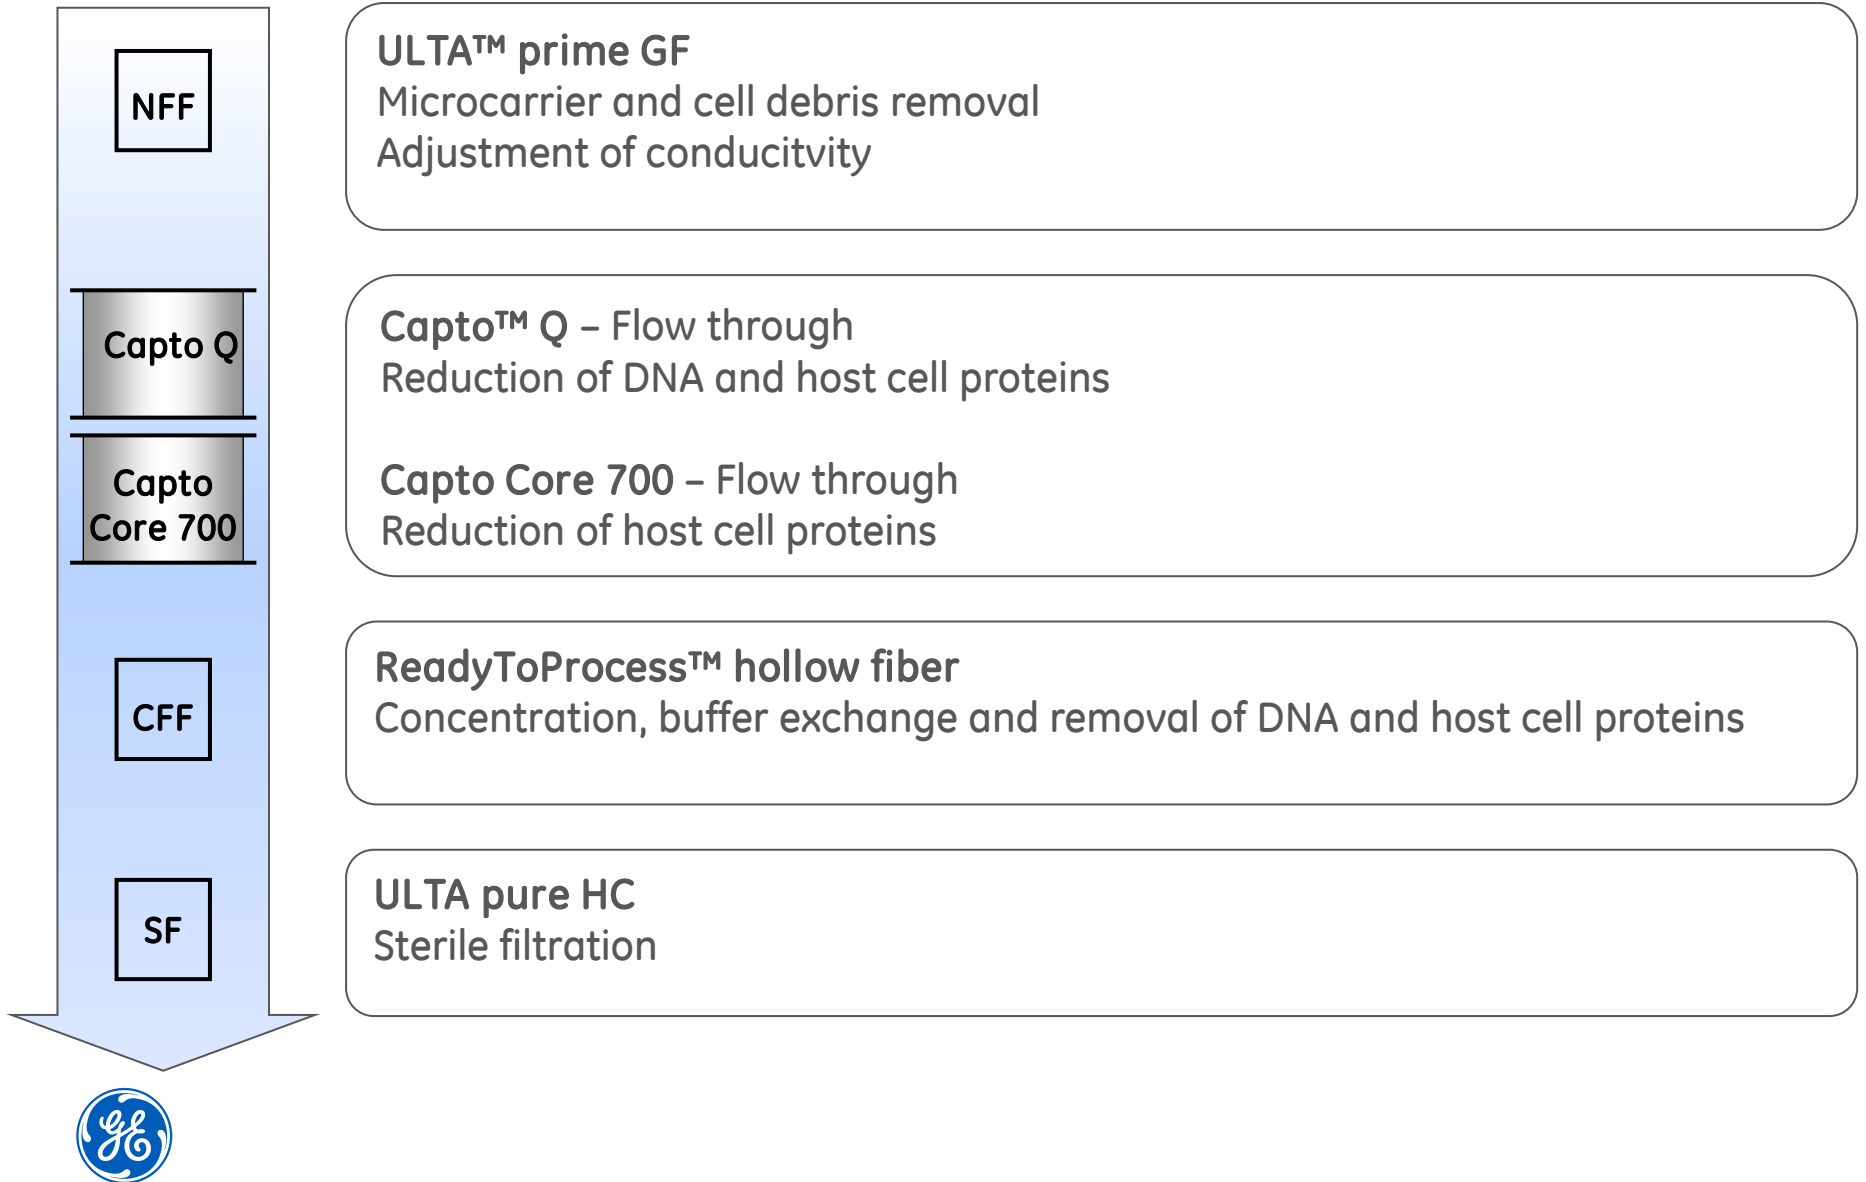 NFF
ULTA™ prime GF
Microcarrier and cell debris removal
Adjustment of conducitvity
Capto Q
Capto
Core 700
Capto™ Q – Flow through
Reduction of DNA and host cell proteins
Capto Core 700 – Flow through
Reduction of host cell proteins
CFF
ReadyToProcess™ hollow fiber
Concentration, buffer exchange and removal of DNA and host cell proteins
SF
ULTA pure HC
Sterile filtration
GE